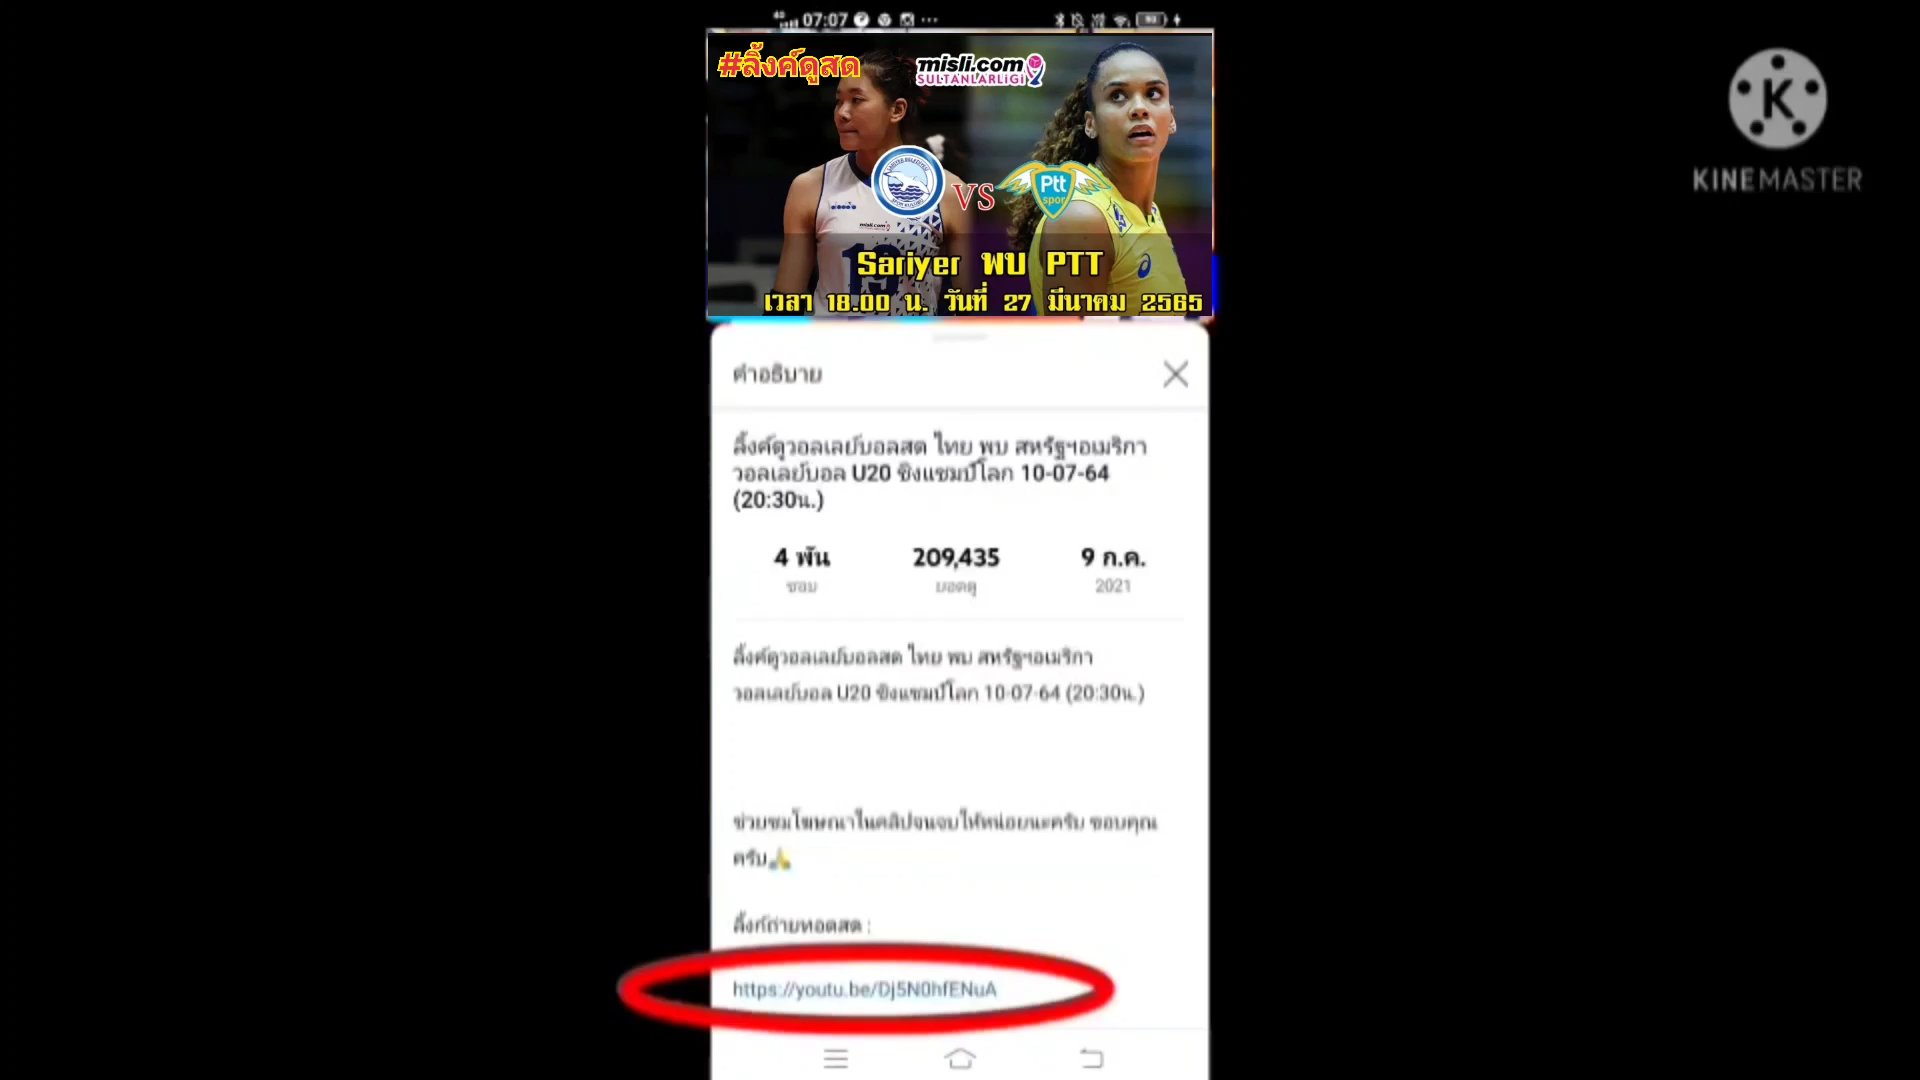 07:07
#ลิ้งค์ดูสด
misli.com
SULTANLAR LiGi
Ptt
spor
VS
misli.com
19
Sariyer พบ PTT
เวลา 18.00 น. วันที่ 27 มีนาคม 2565
KINEMASTER
คำอธิบาย
ลิ้งค์ดูวอลเลย์บอลสด ไทย พบ สหรัฐฯอเมริกา
วอลเลย์บอล U20 ชิงแชมป์โลก 10-07-64
(20:30น.)
4 พัน 209,435 9 ก.ค.
ชอบ ยอดดู 2021
ลิ้งค์ดูวอลเลย์บอลสด ไทย พบ สหรัฐฯอเมริกา
วอลเลย์บอล U20 ชิงแชมป์โลก 10-07-64 (20:30น.)
ช่วยชมโฆษณาในคลิปจนจบให้หน่อยนะครับ ขอบคุณ
ครับ🙏
ลิ้งก์ถ่ายทอดสด :
https://youtu.be/Dj5N0hfENuA